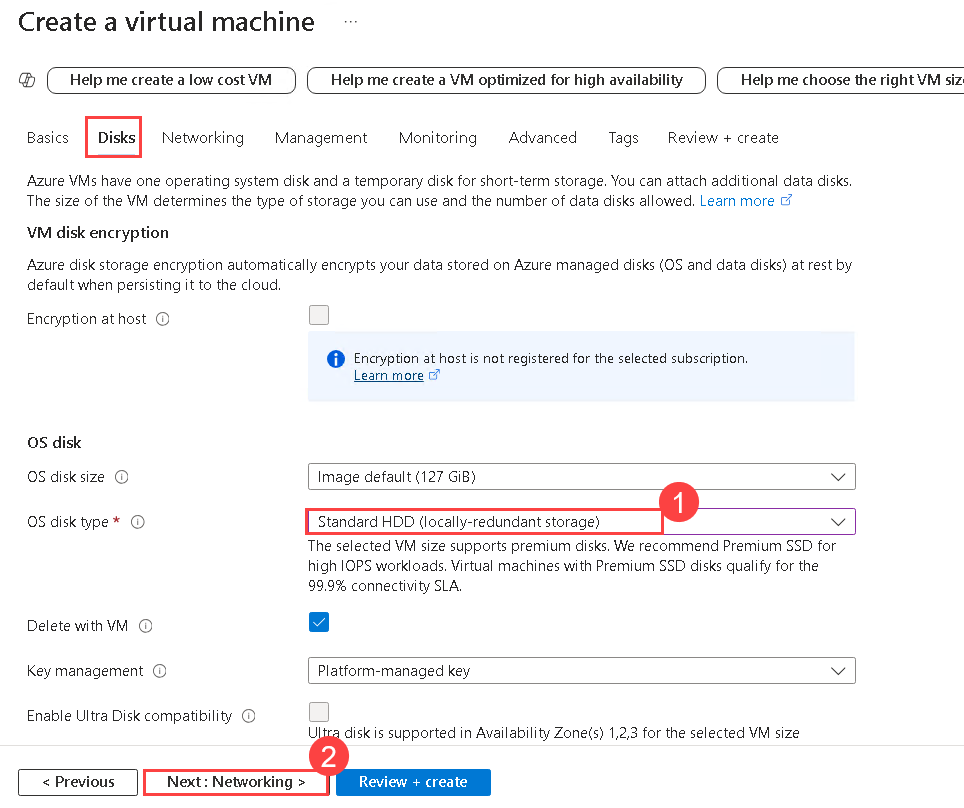 Create a virtual machine ...
Help me create a low cost VM
Help me create a VM optimized for high availability
Help me choose the right VM size
Basics Disks Networking Management Monitoring Advanced Tags Review + create
Azure VMs have one operating system disk and a temporary disk for short-term storage. You can attach additional data disks.
The size of the VM determines the type of storage you can use and the number of data disks allowed. Learn more
VM disk encryption
Azure disk storage encryption automatically encrypts your data stored on Azure managed disks (OS and data disks) at rest by
default when persisting it to the cloud.
Encryption at host
Encryption at host is not registered for the selected subscription.
Learn more
OS disk
OS disk size
Image default (127 GiB)
1
OS disk type *
Standard HDD (locally-redundant storage)
The selected VM size supports premium disks. We recommend Premium SSD for
high IOPS workloads. Virtual machines with Premium SSD disks qualify for the
99.9% connectivity SLA.
Delete with VM
Key management
Platform-managed key
Enable Ultra Disk compatibility
Ultra disk is supported in Availability Zone(s) 1,2,3 for the selected VM size
2
< Previous
Next : Networking >
Review + create